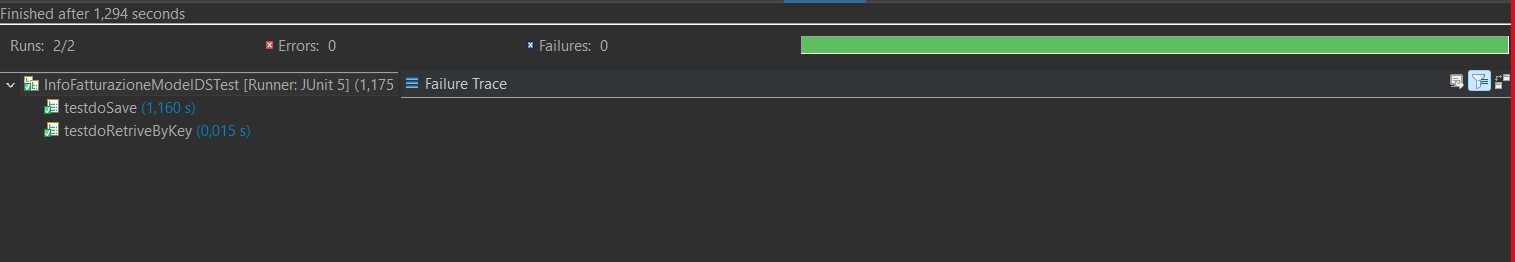 Finished after 1,294 seconds
Runs: 2/2 Errors: 0 Failures: 0
InfoFatturazioneModelDSTest [Runner: JUnit 5] (1,175
Failure Trace
testdoSave (1,160 s)
testdoRetriveByKey (0,015 s)